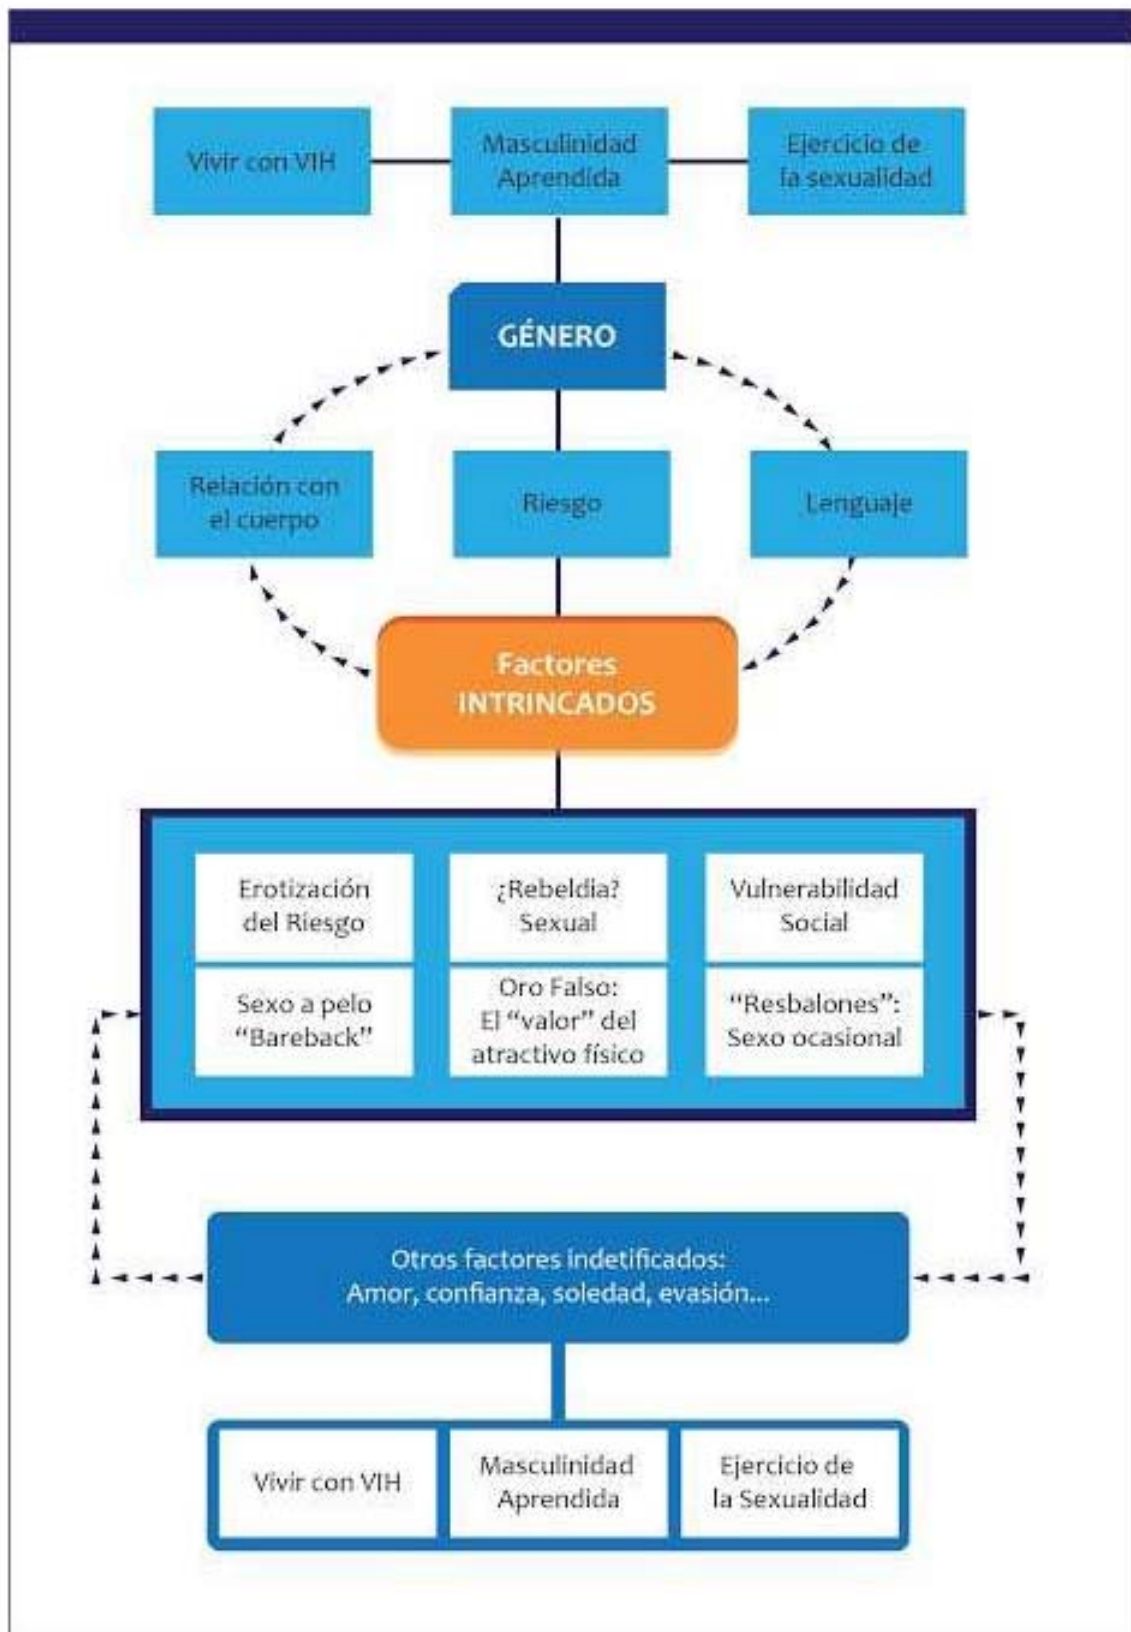 Vivir con VIH
Masculinidad
Aprendida
Ejercicio de
la sexualidad
GÉNERO
Relación con
el cuerpo
Riesgo
Lenguaje
Factores
INTRINCADOS
Erotización
del Riesgo
¿Rebeldia?
Sexual
Vulnerabilidad
Social
Sexo a pelo
“Bareback”
Oro Falso:
El “valor” del
atractivo físico
“Resbalones”:
Sexo ocasional
Otros factores indetificados:
Amor, confianza, soledad, evasión...
Vivir con VIH
Masculinidad
Aprendida
Ejercicio de
la Sexualidad